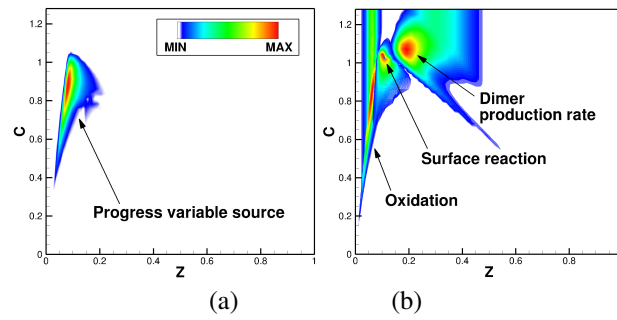 (a)
MIN MAX
Progress variable source
C
1.2
1
0.8
0.6
0.4
0.2
0
0 0.2 0.4 0.6 0.8 1
Z
(b)
Dimer
production rate
Surface reaction
Oxidation
C
1.2
1
0.8
0.6
0.4
0.2
0
0 0.2 0.4 0.6 0.8
Z